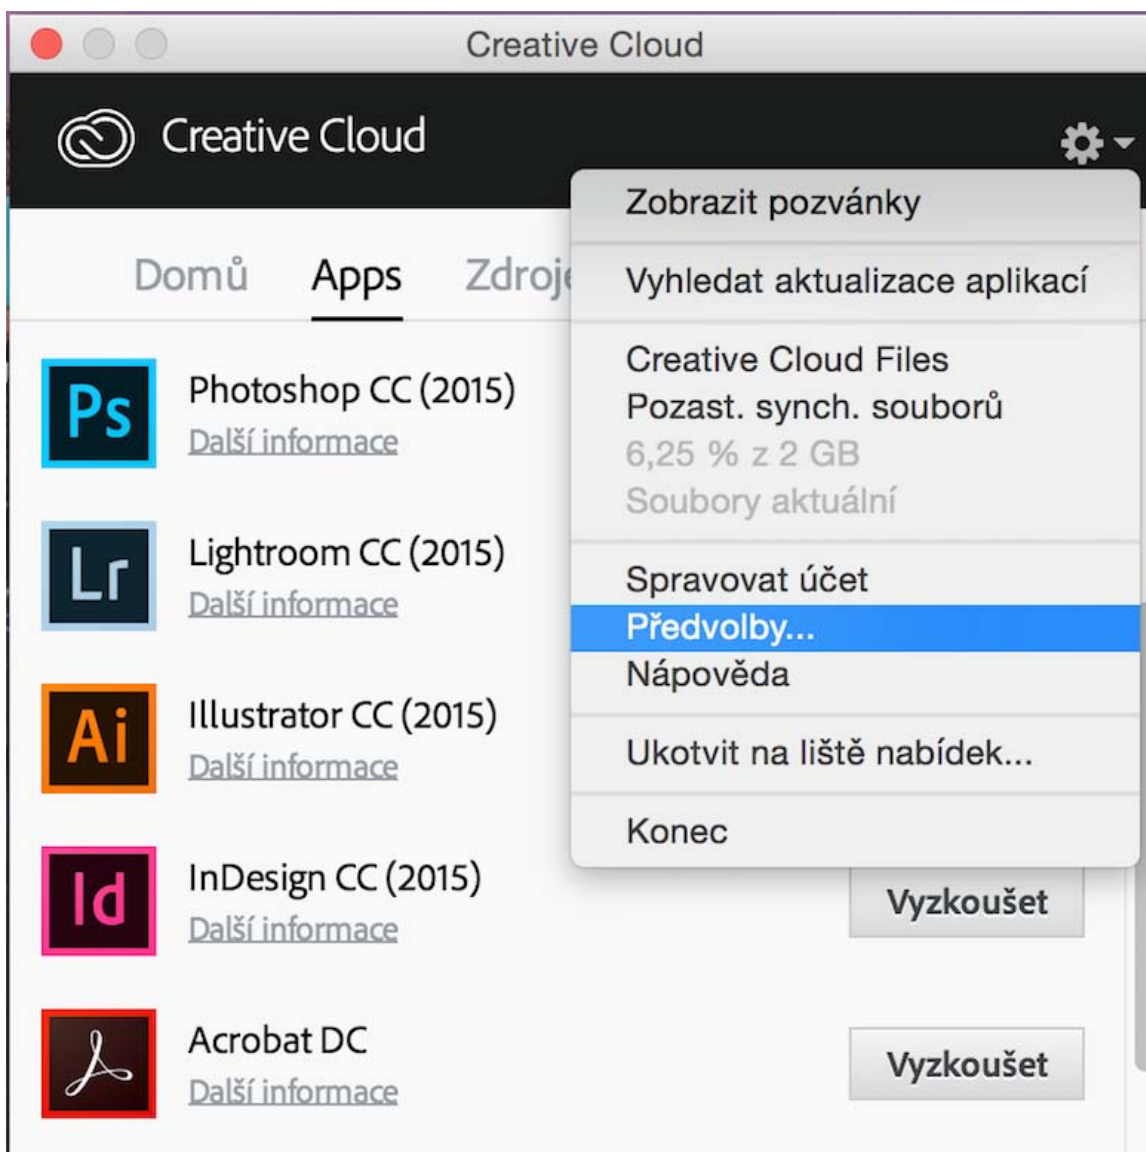 Creative Cloud
Creative Cloud
Zobrazit pozvánky
Vyhledat aktualizace aplikací
Creative Cloud Files
Pozast. synch. souborů
6,25 % z 2 GB
Soubory aktuální
Spravovat účet
Předvolby...
Nápověda
Ukotvit na liště nabídek...
Konec
Domů Apps Zdroje
Ps
Photoshop CC (2015)
Další informace
Lr
Lightroom CC (2015)
Další informace
Ai
Illustrator CC (2015)
Další informace
Id
InDesign CC (2015)
Další informace
Vyzkoušet
Acrobat DC
Další informace
Vyzkoušet